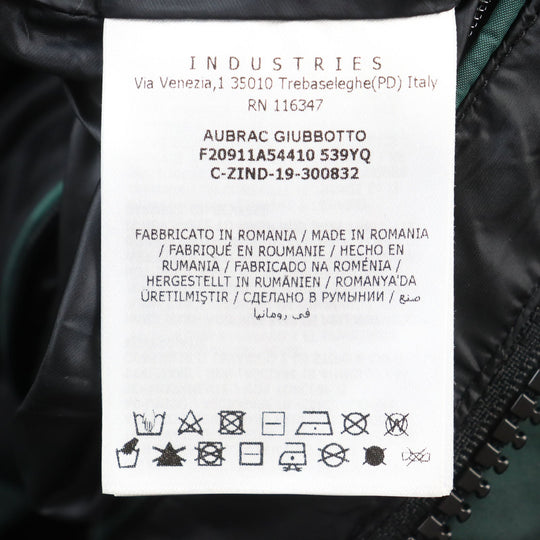 INDUSTRIES
Via Venezia,1 35010 Trebaseleghe(PD) Italy
RN 116347
AUBRAC GIUBBOTTO
F20911A54410 539YQ
C-ZIND-19-300832
FABBRICATO IN ROMANIA / MADE IN ROMANIA
/ FABRIQUÉ EN ROUMANIE / HECHO EN
RUMANIA / FABRICADO NA ROMÉNIA /
HERGESTELLT IN RUMÄNIEN / ROMANYA'DA
ÜRETILMIŞTIR / СДЕЛАНО В РУМЫНИИ / صنع
في رومانيا